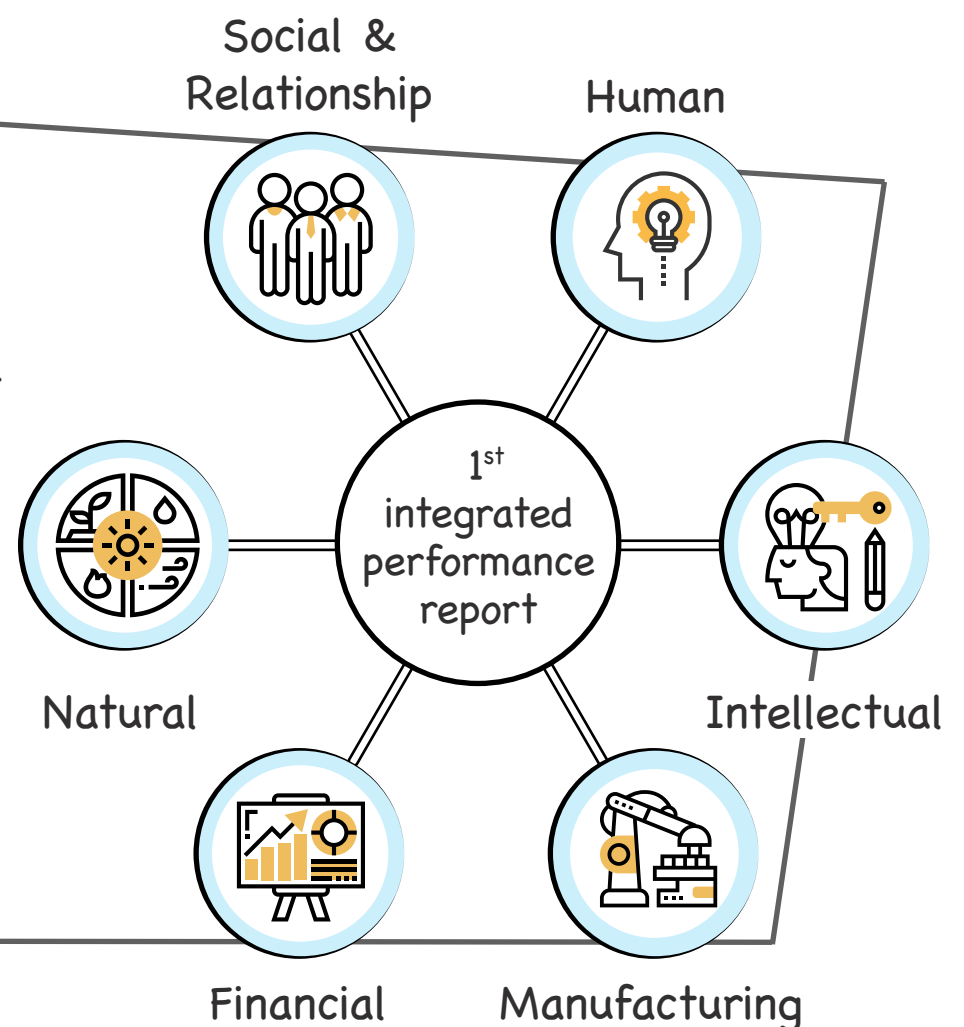 Social &
Relationship
Human
1st
integrated
performance
report
Natural
Intellectual
Financial
Manufacturing